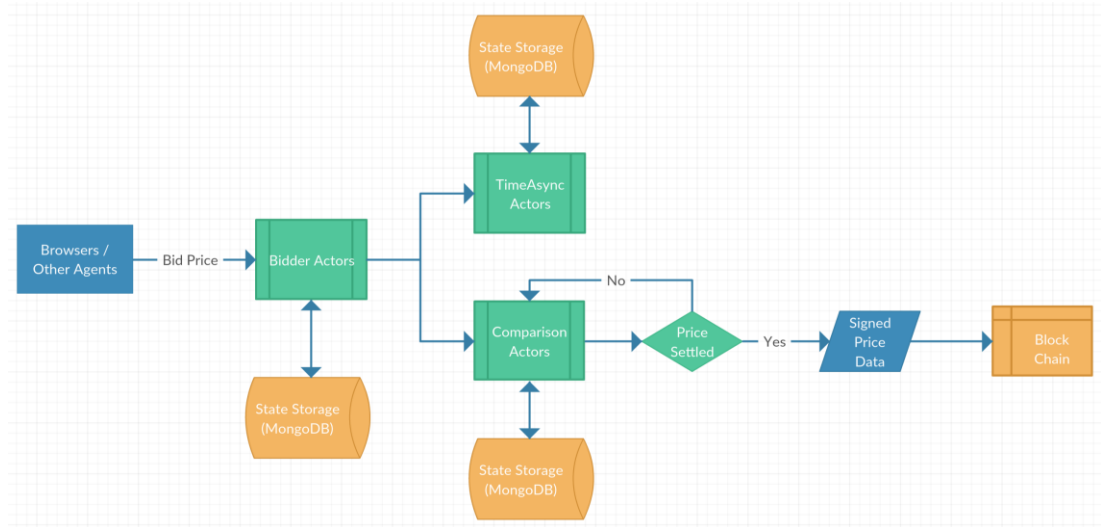 State Storage
(MongoDB)
TimeAsync
Actors
Browsers /
Other Agents
Bid Price
Bidder Actors
No
Comparison
Actors
Price
Settled
Yes
Signed
Price
Data
Block
Chain
State Storage
(MongoDB)
State Storage
(MongoDB)